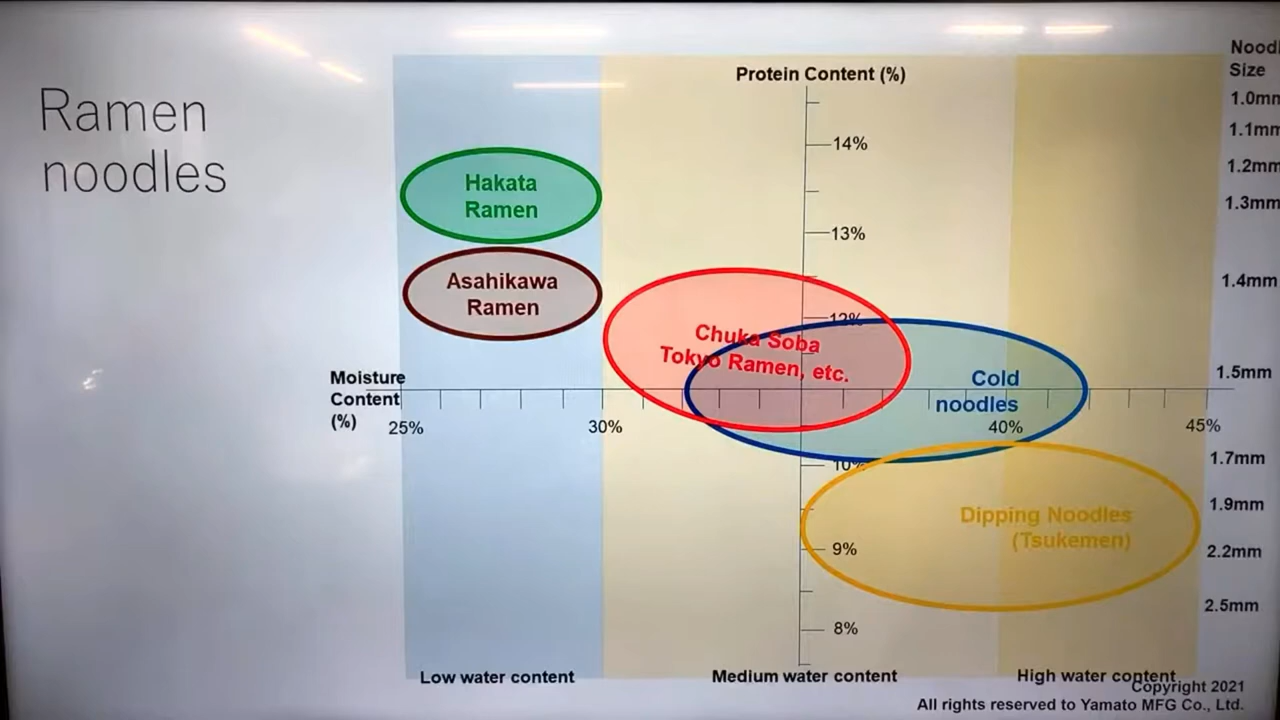 Ramen
noodles
Protein Content (%)
Noodl
Size
1.0mm
1.1mm
1.2mm
1.3mm
1.4mm
1.5mm
1.7mm
1.9mm
2.2mm
2.5mm
14%
13%
12%
10%
9%
8%
Hakata
Ramen
Asahikawa
Ramen
Chuka Soba
Tokyo Ramen, etc.
Cold
noodles
Dipping Noodles
(Tsukemen)
Moisture
Content
(%)
25%
30%
40%
45%
Low water content
Medium water content
High water content
Copyright 2021
All rights reserved to Yamato MFG Co., Ltd.